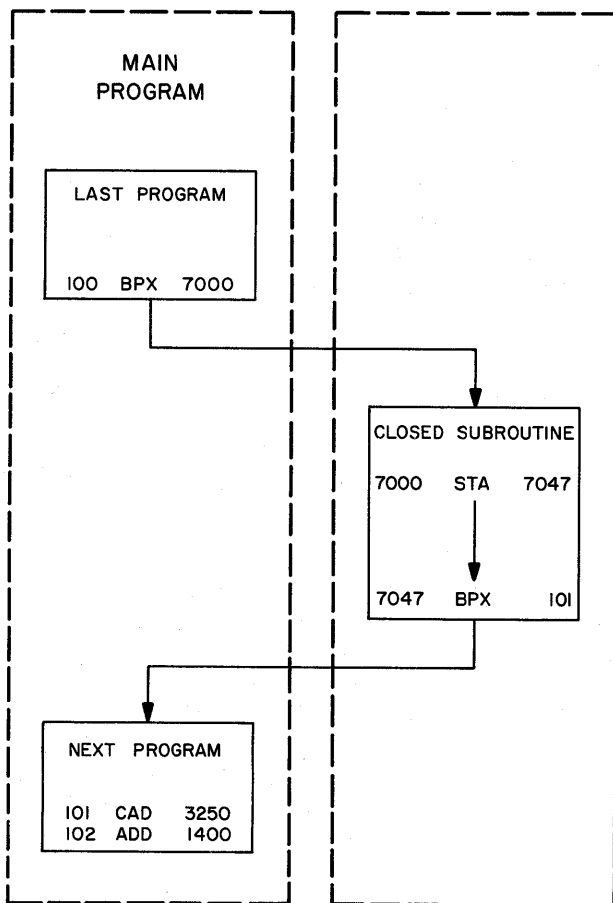 MAIN
PROGRAM
LAST PROGRAM
100 BPX 7000
CLOSED SUBROUTINE
7000 STA 7047
7047 BPX 101
NEXT PROGRAM
101 CAD 3250
102 ADD 1400